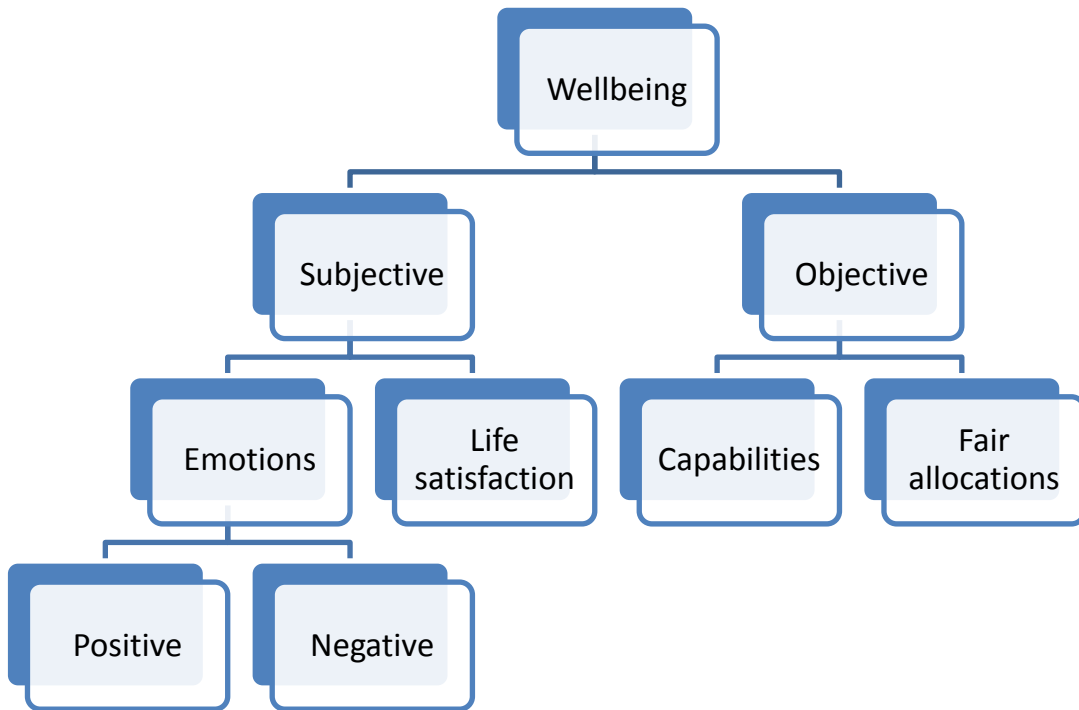 Wellbeing
Subjective
Objective
Emotions
Life
satisfaction
Capabilities
Fair
allocations
Positive
Negative